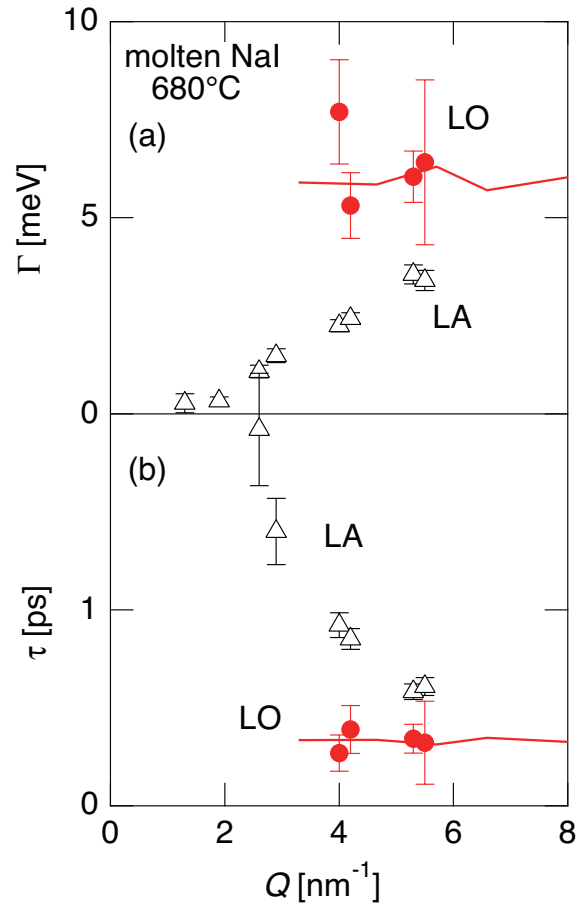 10
molten NaI
680°C
(a)
LO
5
Γ [meV]
LA
0
(b)
LA
1
τ [ps]
LO
0
0 2 4 6 8
Q [nm⁻¹]